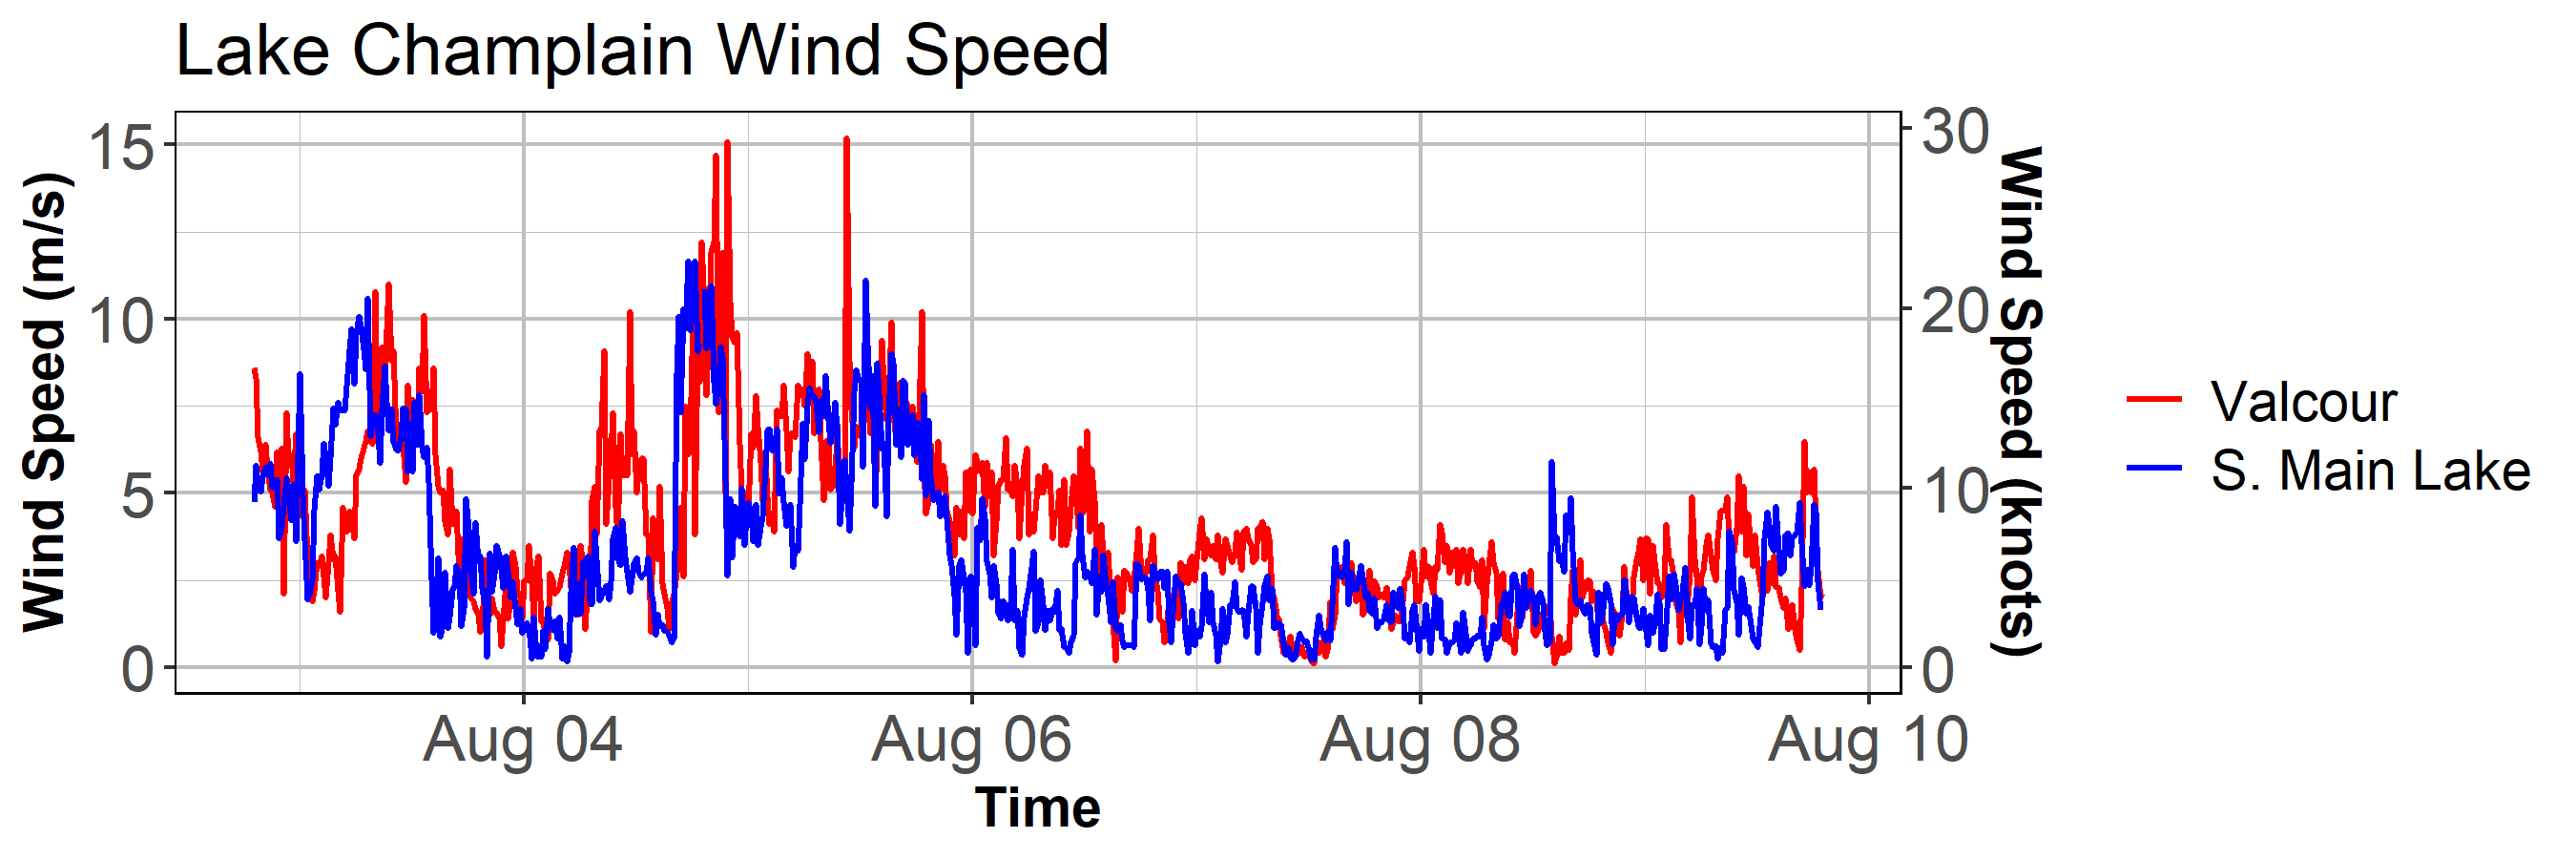 Lake Champlain Wind Speed
Wind Speed (m/s)
15
10
5
0
30
20
10
0
Wind Speed (knots)
Aug 04
Aug 06
Aug 08
Aug 10
Time
Valcour
S. Main Lake